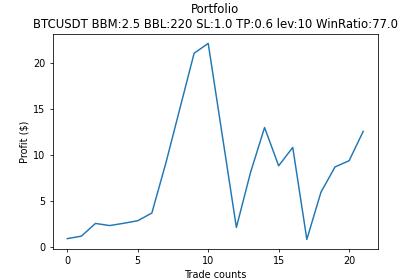 Portfolio
BTCUSDT BBM:2.5 BBL:220 SL:1.0 TP:0.6 lev:10 WinRatio:77.0
20
15
10
5
0
Profit ($)
0 5 10 15 20
Trade counts